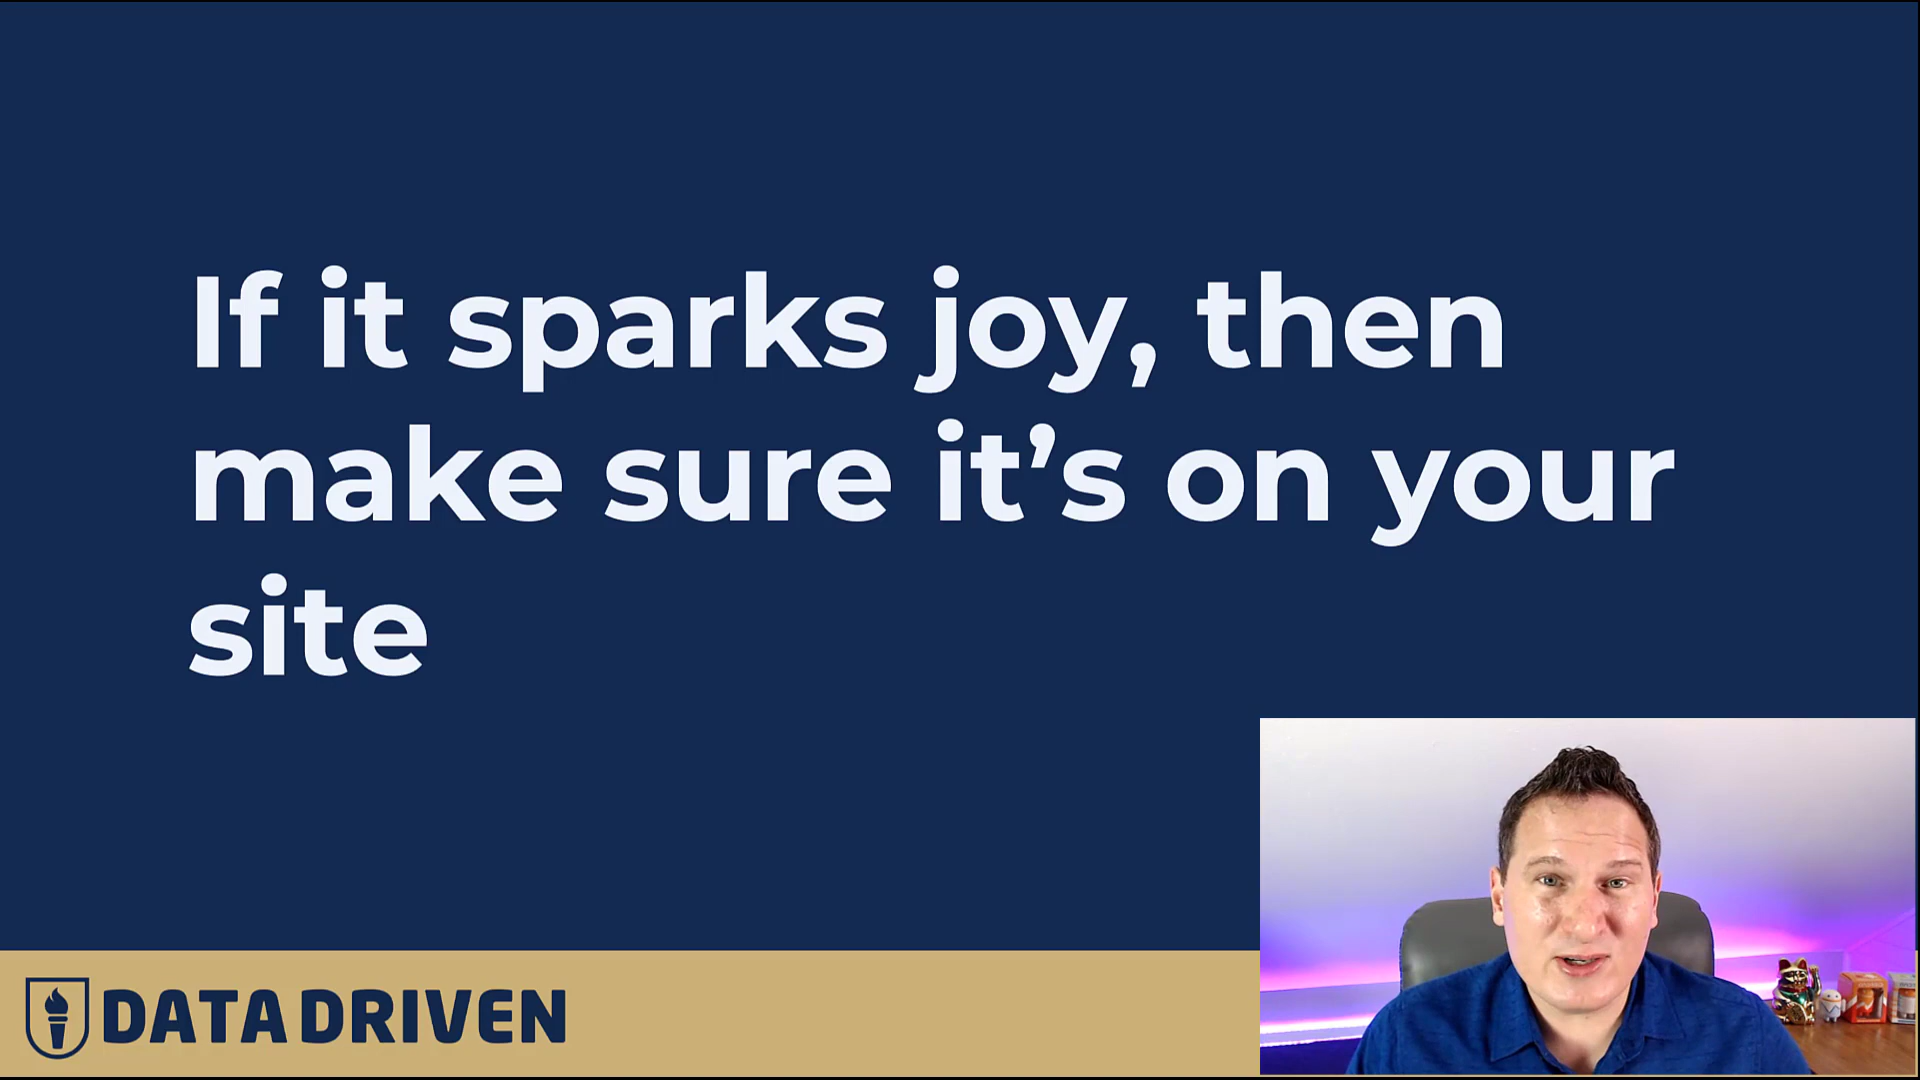 If it sparks joy, then
make sure it’s on your
site
DATA DRIVEN